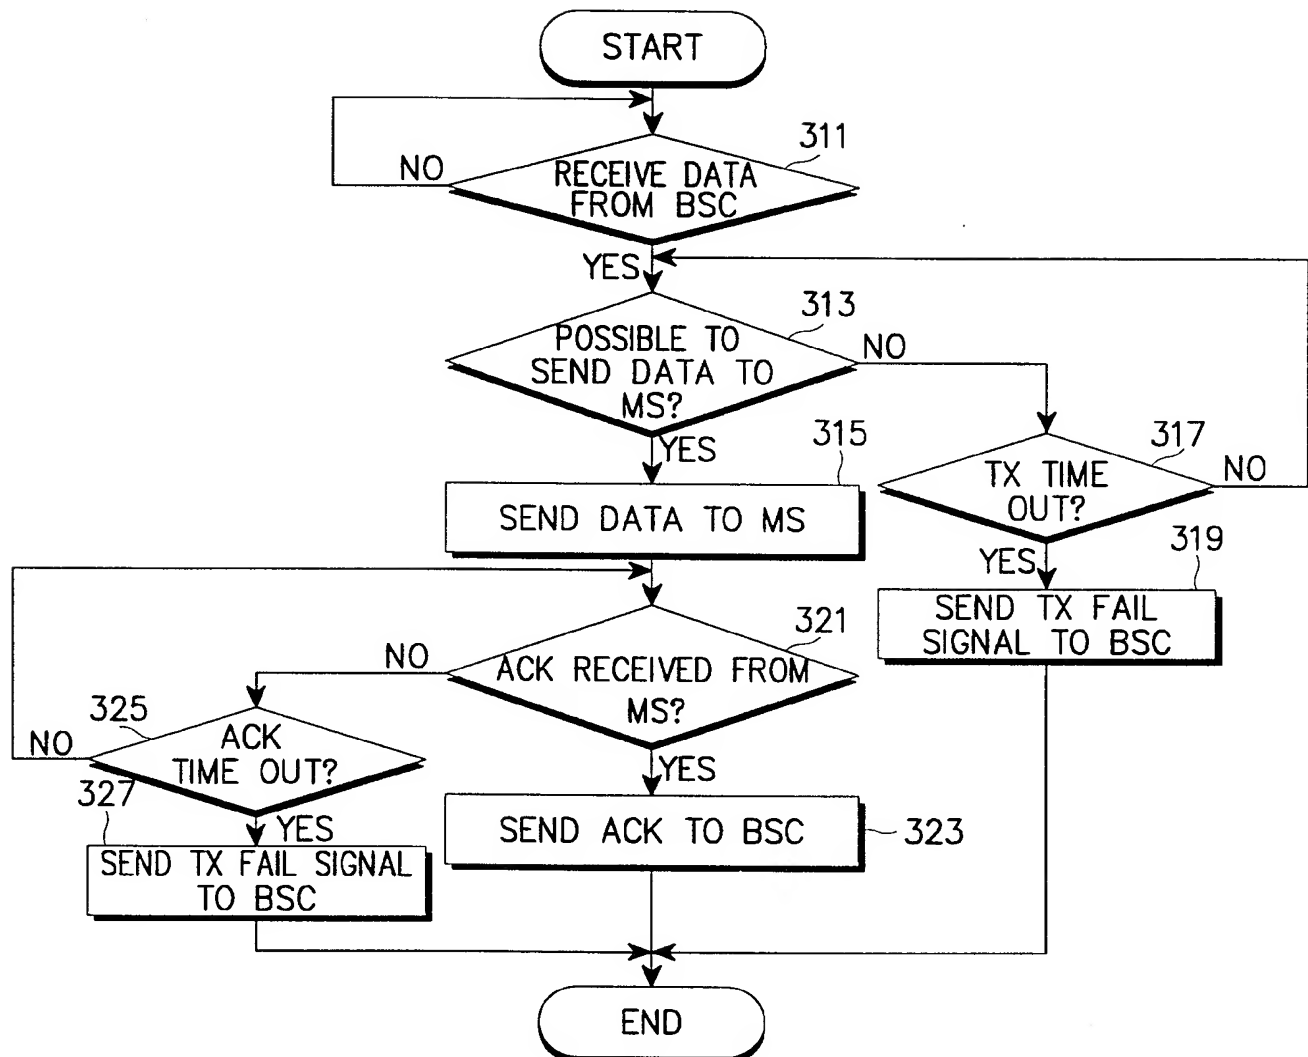 START
311
NO
RECEIVE DATA
FROM BSC
YES
313
POSSIBLE TO
SEND DATA TO
MS?
NO
YES
315
317
TX TIME
OUT?
NO
SEND DATA TO MS
YES
319
SEND TX FAIL
SIGNAL TO BSC
321
NO
ACK RECEIVED FROM
MS?
325
NO
ACK
TIME OUT?
YES
327
YES
SEND ACK TO BSC
323
SEND TX FAIL SIGNAL
TO BSC
END